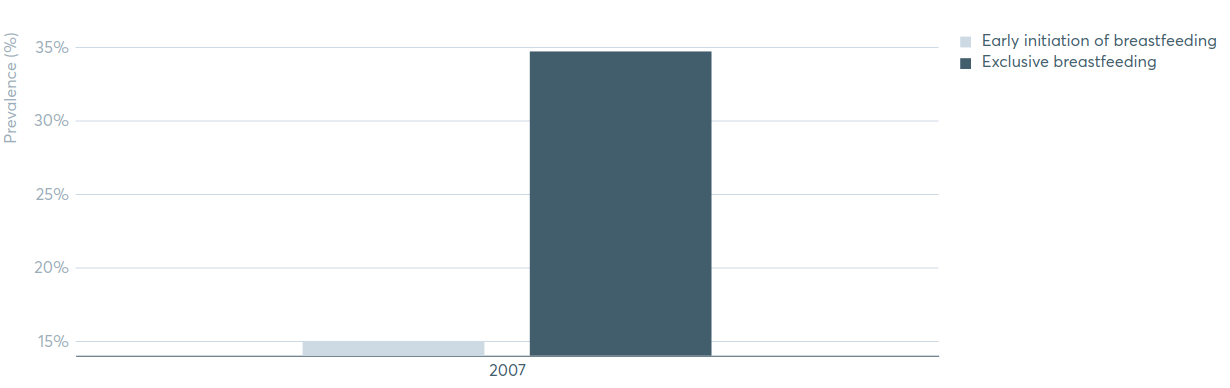 Prevalence (%)
35%
30%
25%
20%
15%
2007
Early initiation of breastfeeding
Exclusive breastfeeding